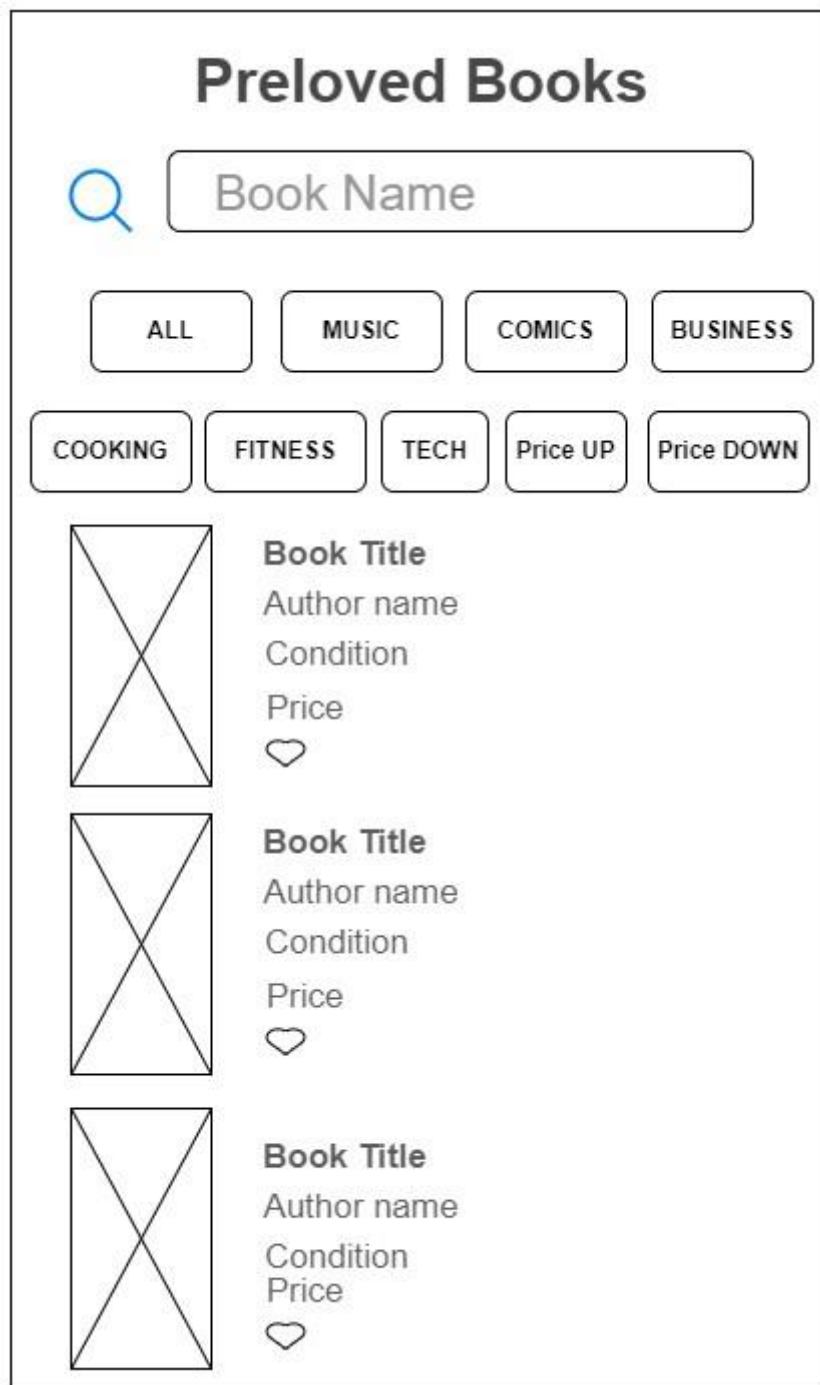 Preloved Books
Book Name
ALL MUSIC COMICS BUSINESS
COOKING FITNESS TECH Price UP Price DOWN
Book Title
Author name
Condition
Price
Book Title
Author name
Condition
Price
Book Title
Author name
Condition
Price